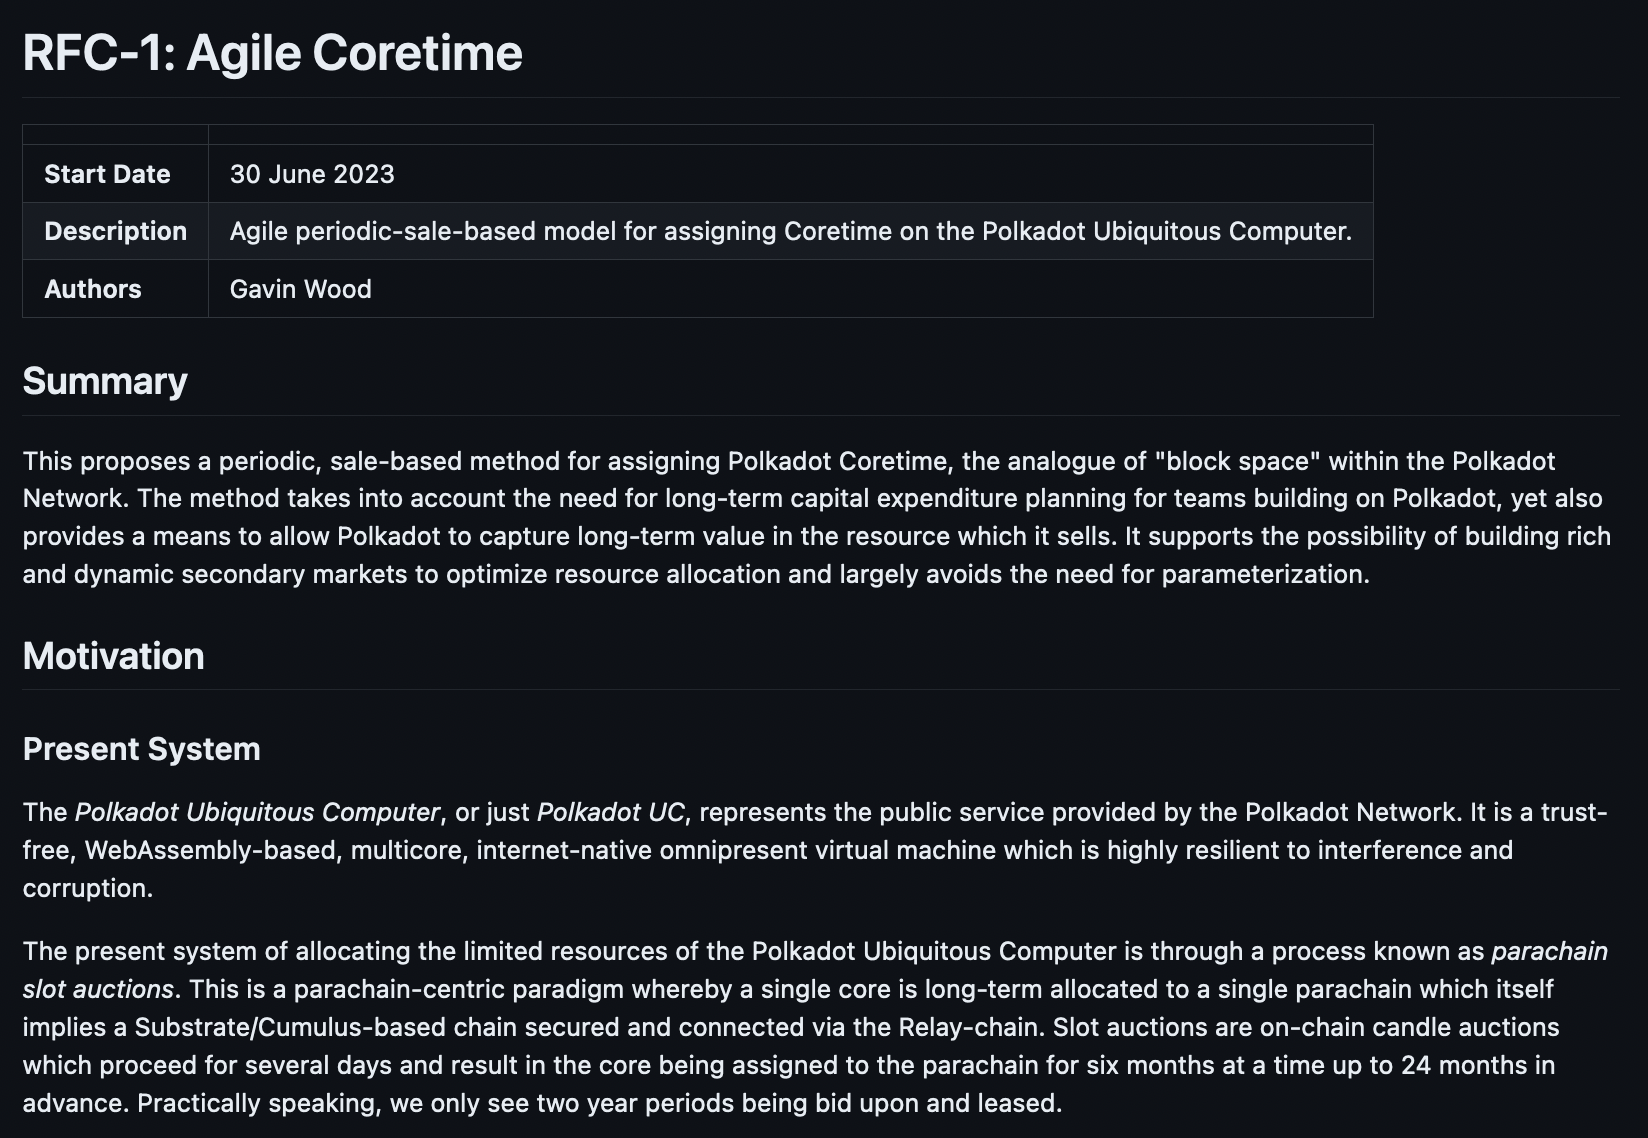 RFC-1: Agile Coretime
Start Date 30 June 2023
Description Agile periodic-sale-based model for assigning Coretime on the Polkadot Ubiquitous Computer.
Authors Gavin Wood
Summary
This proposes a periodic, sale-based method for assigning Polkadot Coretime, the analogue of "block space" within the Polkadot
Network. The method takes into account the need for long-term capital expenditure planning for teams building on Polkadot, yet also
provides a means to allow Polkadot to capture long-term value in the resource which it sells. It supports the possibility of building rich
and dynamic secondary markets to optimize resource allocation and largely avoids the need for parameterization.
Motivation
Present System
The Polkadot Ubiquitous Computer, or just Polkadot UC, represents the public service provided by the Polkadot Network. It is a trust-
free, WebAssembly-based, multicore, internet-native omnipresent virtual machine which is highly resilient to interference and
corruption.
The present system of allocating the limited resources of the Polkadot Ubiquitous Computer is through a process known as parachain
slot auctions. This is a parachain-centric paradigm whereby a single core is long-term allocated to a single parachain which itself
implies a Substrate/Cumulus-based chain secured and connected via the Relay-chain. Slot auctions are on-chain candle auctions
which proceed for several days and result in the core being assigned to the parachain for six months at a time up to 24 months in
advance. Practically speaking, we only see two year periods being bid upon and leased.